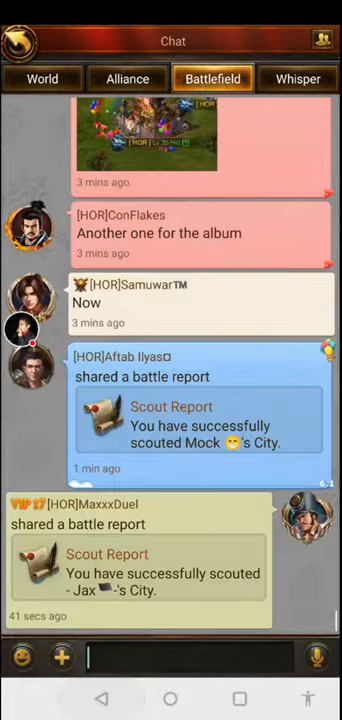 Chat
World
Alliance
Battlefield
Whisper
[HOR]
[HOR]
3 mins ago
[HOR]ConFlakes
Another one for the album
3 mins ago
[HOR]Samuwar™
Now
3 mins ago
[HOR]Aftab Ilyas
shared a battle report
Scout Report
You have successfully
scouted Mock 😁's City.
1 min ago
6/1
VIP 17 [HOR]MaxxxDuel
shared a battle report
Scout Report
You have successfully scouted
- Jax 🏴-'s City.
41 secs ago